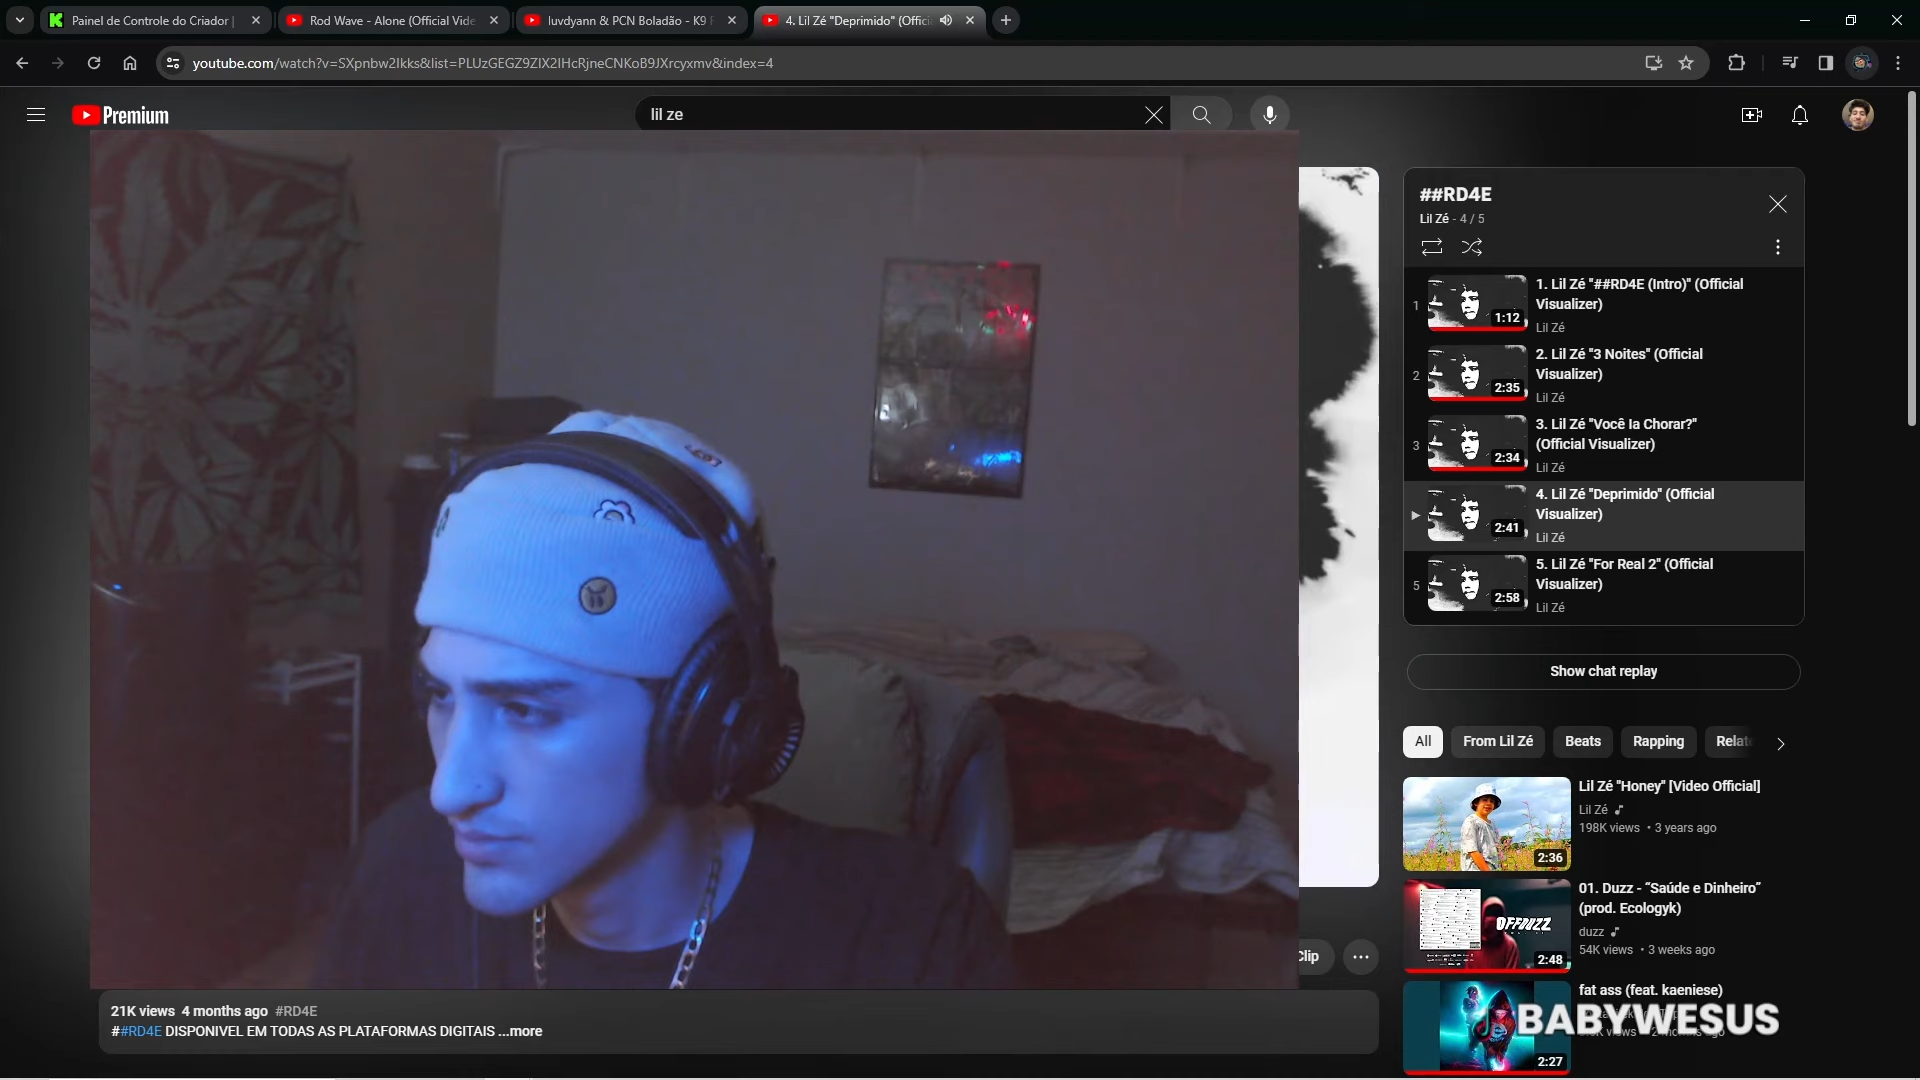 Painel de Controle do Criador |
Rod Wave - Alone (Official Vide
luvdyann & PCN Boladão - K9 F
4. Lil Zé "Deprimido" (Offici
youtube.com/watch?v=SXpnbw2Ikks&list=PLUzGEGZ9ZIX2IHcRjneCNKoB9JXrcyxmv&index=4
Premium
lil ze
##RD4E
Lil Zé - 4 / 5
1
1:12
1. Lil Zé "##RD4E (Intro)" (Official
Visualizer)
Lil Zé
2
2:35
2. Lil Zé "3 Noites" (Official
Visualizer)
Lil Zé
3
2:34
3. Lil Zé "Você Ia Chorar?"
(Official Visualizer)
Lil Zé
2:41
4. Lil Zé "Deprimido" (Official
Visualizer)
Lil Zé
5
2:58
5. Lil Zé "For Real 2" (Official
Visualizer)
Lil Zé
Show chat replay
All
From Lil Zé
Beats
Rapping
Relat
Lil Zé "Honey" [Video Official]
Lil Zé
198K views • 3 years ago
2:36
01. Duzz - “Saúde e Dinheiro”
(prod. Ecologyk)
duzz
54K views • 3 weeks ago
OFFDUZZ
2:48
fat ass (feat. kaeniese)
BABYWESUS
2:27
Clip
21K views 4 months ago #RD4E
##RD4E DISPONIVEL EM TODAS AS PLATAFORMAS DIGITAIS ...more